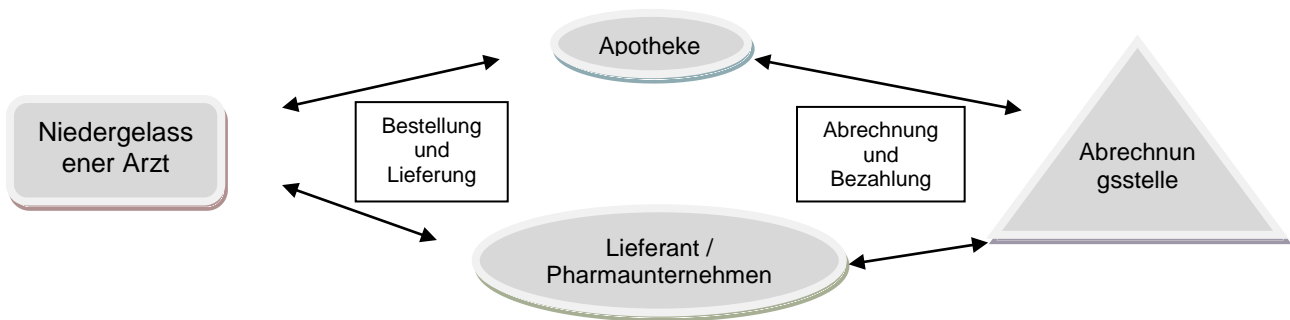 Apotheke
Niedergelass
ener Arzt
Bestellung
und
Lieferung
Abrechnung
und
Bezahlung
Abrechnun
gsstelle
Lieferant /
Pharmaunternehmen